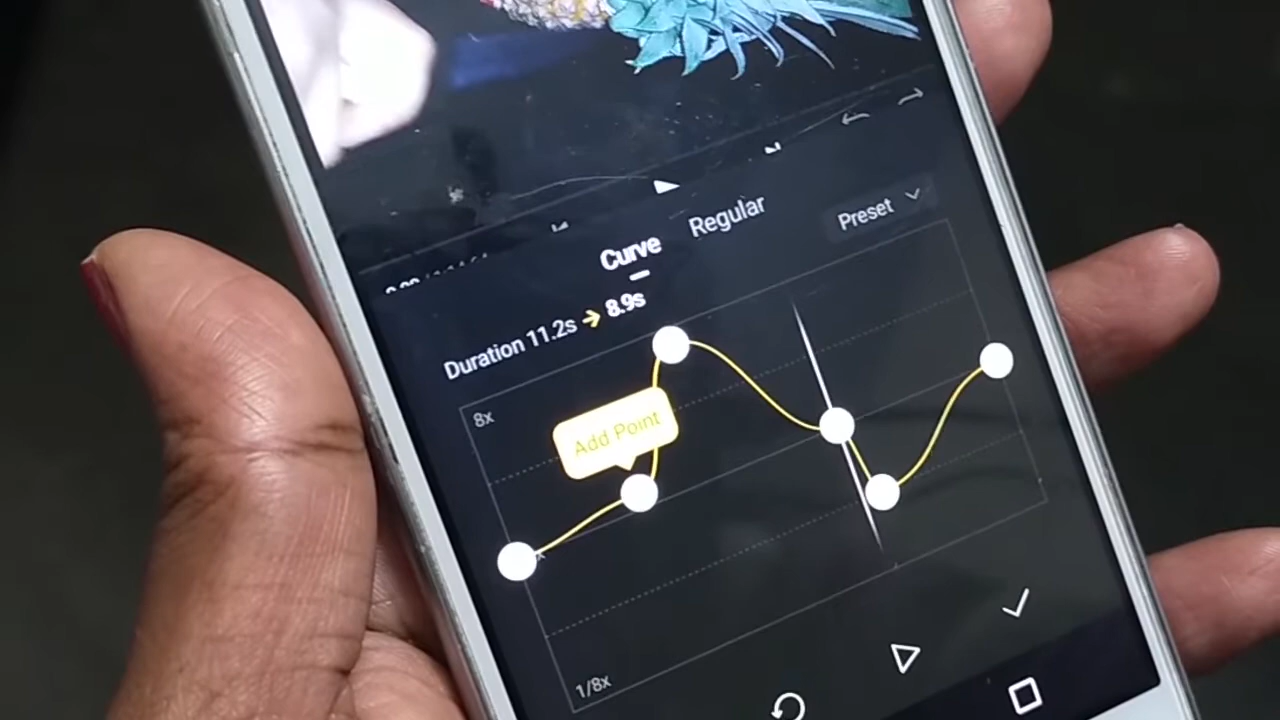 Curve Regular
Preset
Duration 11.2s → 8.9s
8x
Add Point
1/8x